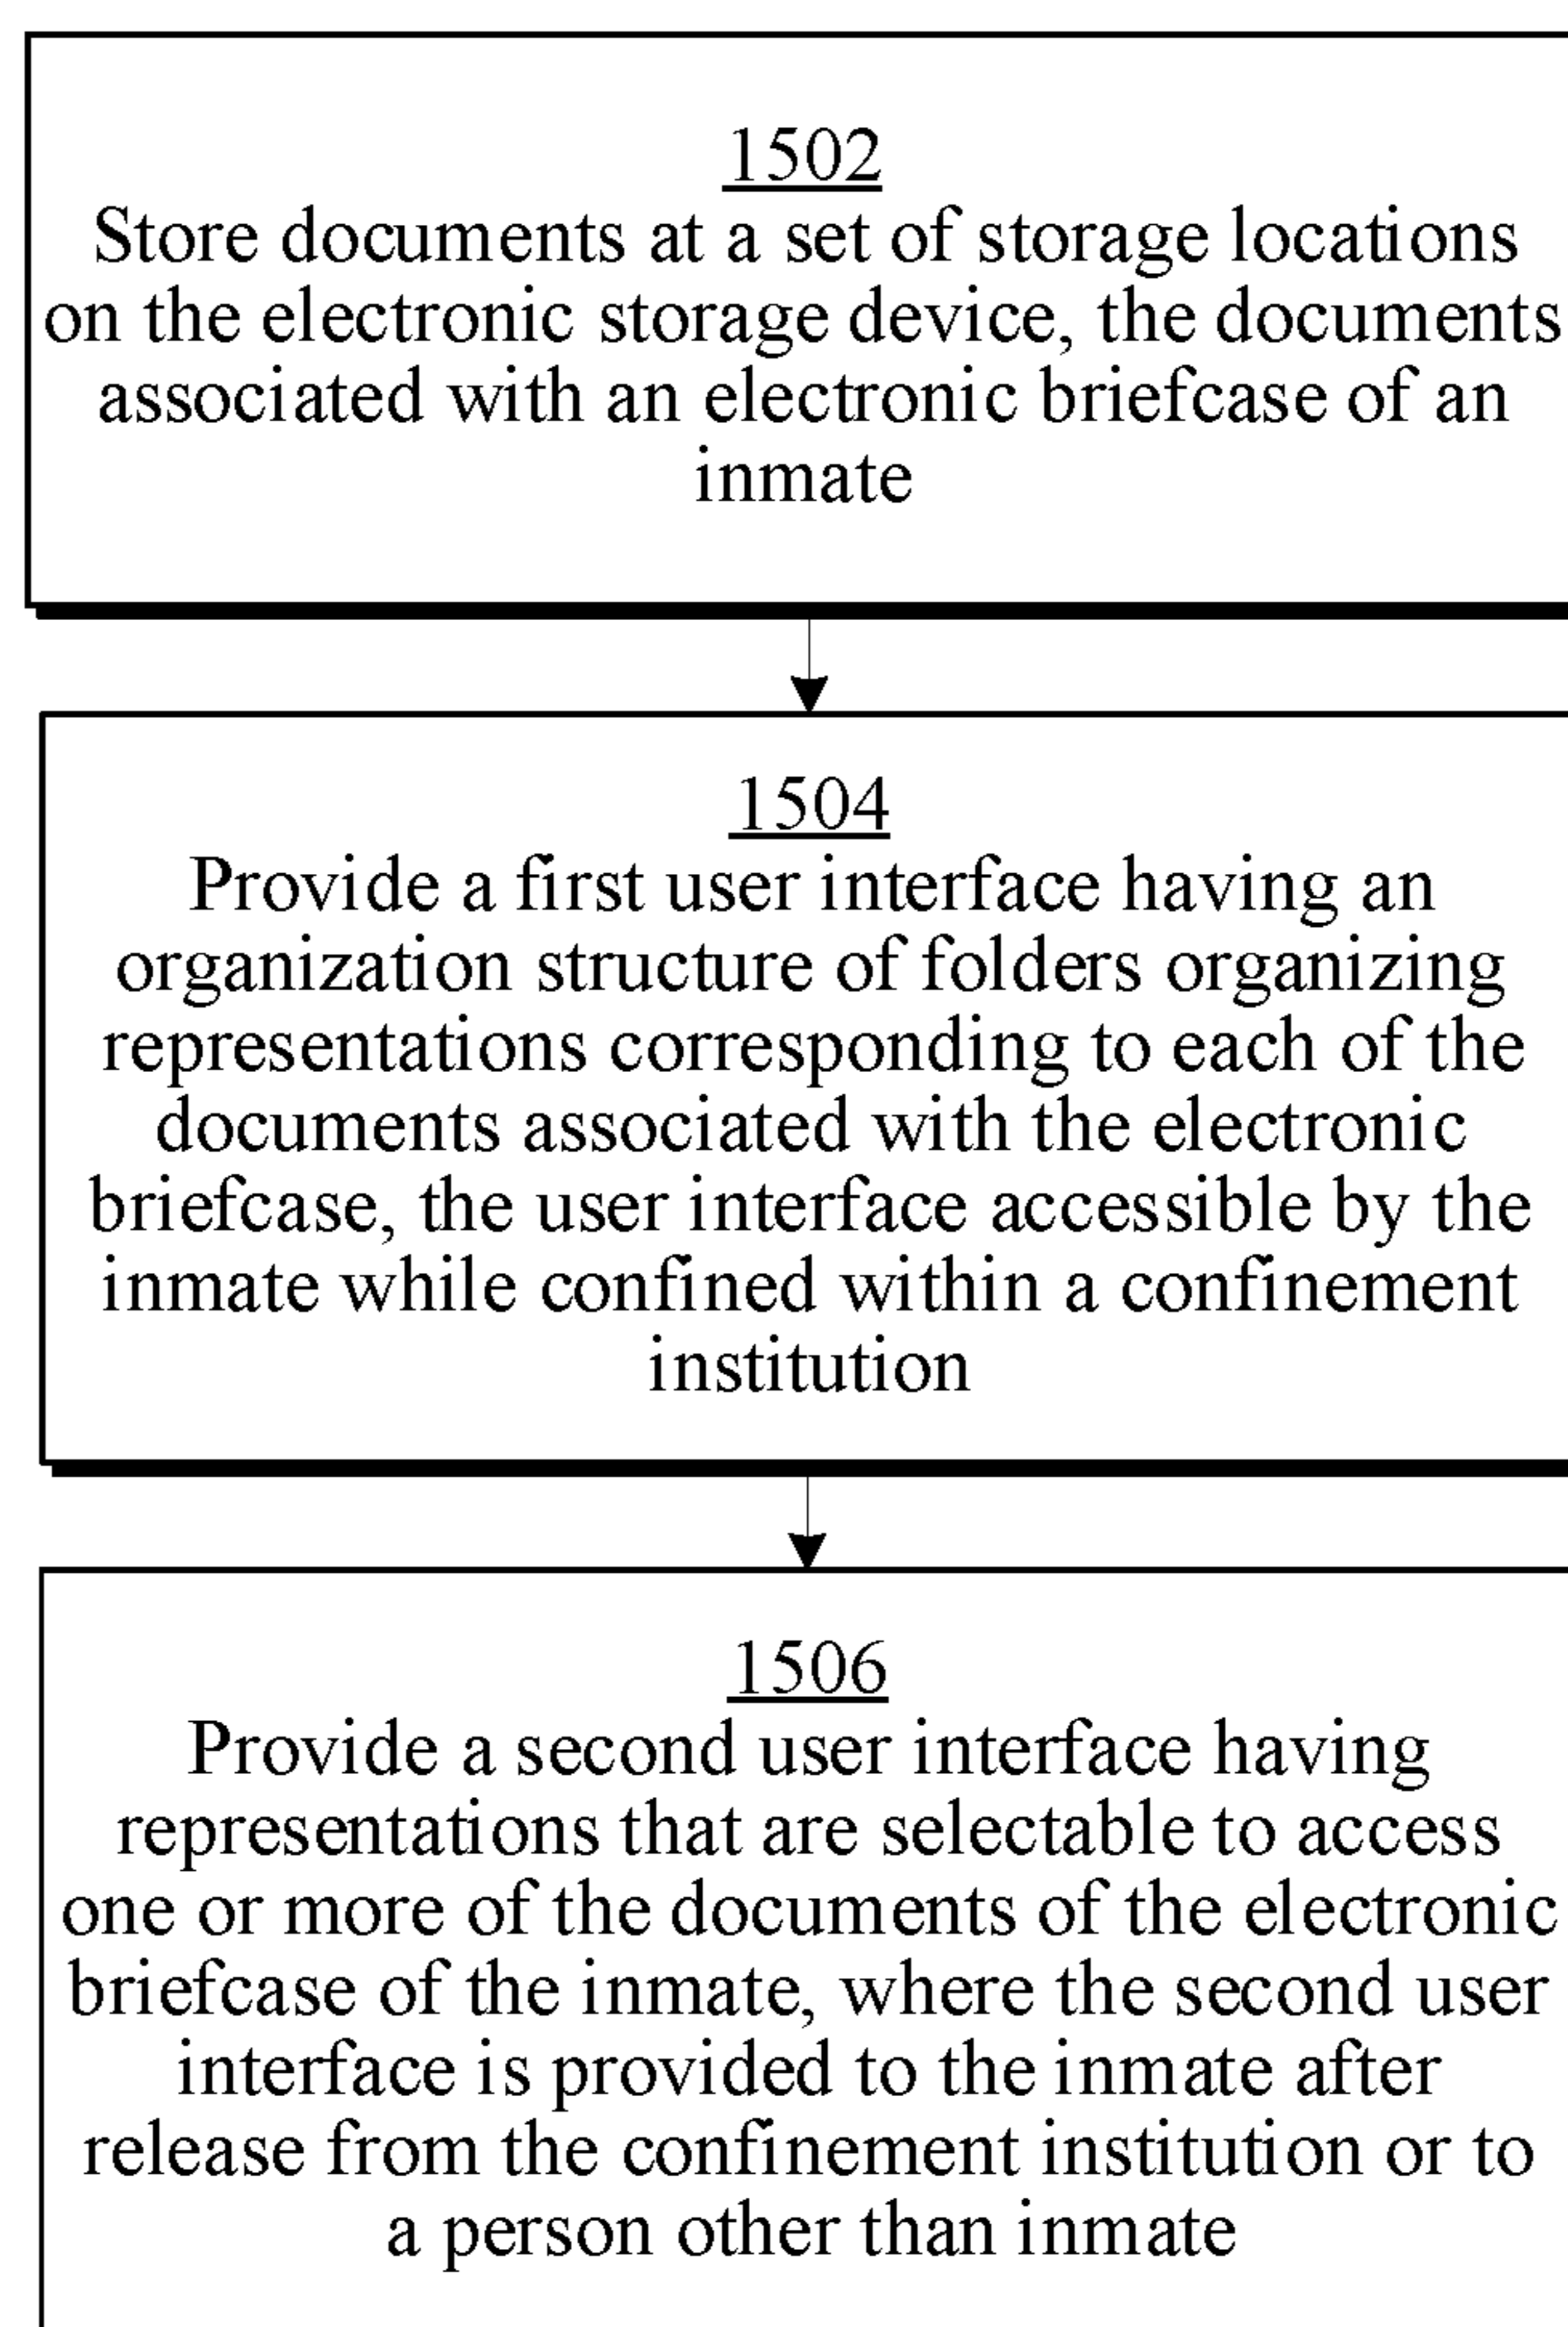 1502
Store documents at a set of storage locations
on the electronic storage device, the documents
associated with an electronic briefcase of an
inmate
1504
Provide a first user interface having an
organization structure of folders organizing
representations corresponding to each of the
documents associated with the electronic
briefcase, the user interface accessible by the
inmate while confined within a confinement
institution
1506
Provide a second user interface having
representations that are selectable to access
one or more of the documents of the electronic
briefcase of the inmate, where the second user
interface is provided to the inmate after
release from the confinement institution or to
a person other than inmate